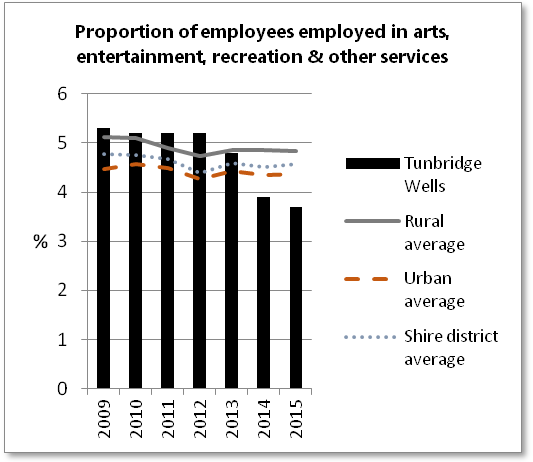 Proportion of employees employed in arts,
entertainment, recreation & other services
6
5
4
% 3
2
1
0
2009 2010 2011 2012 2013 2014 2015
Tunbridge
Wells
Rural
average
Urban
average
Shire district
average